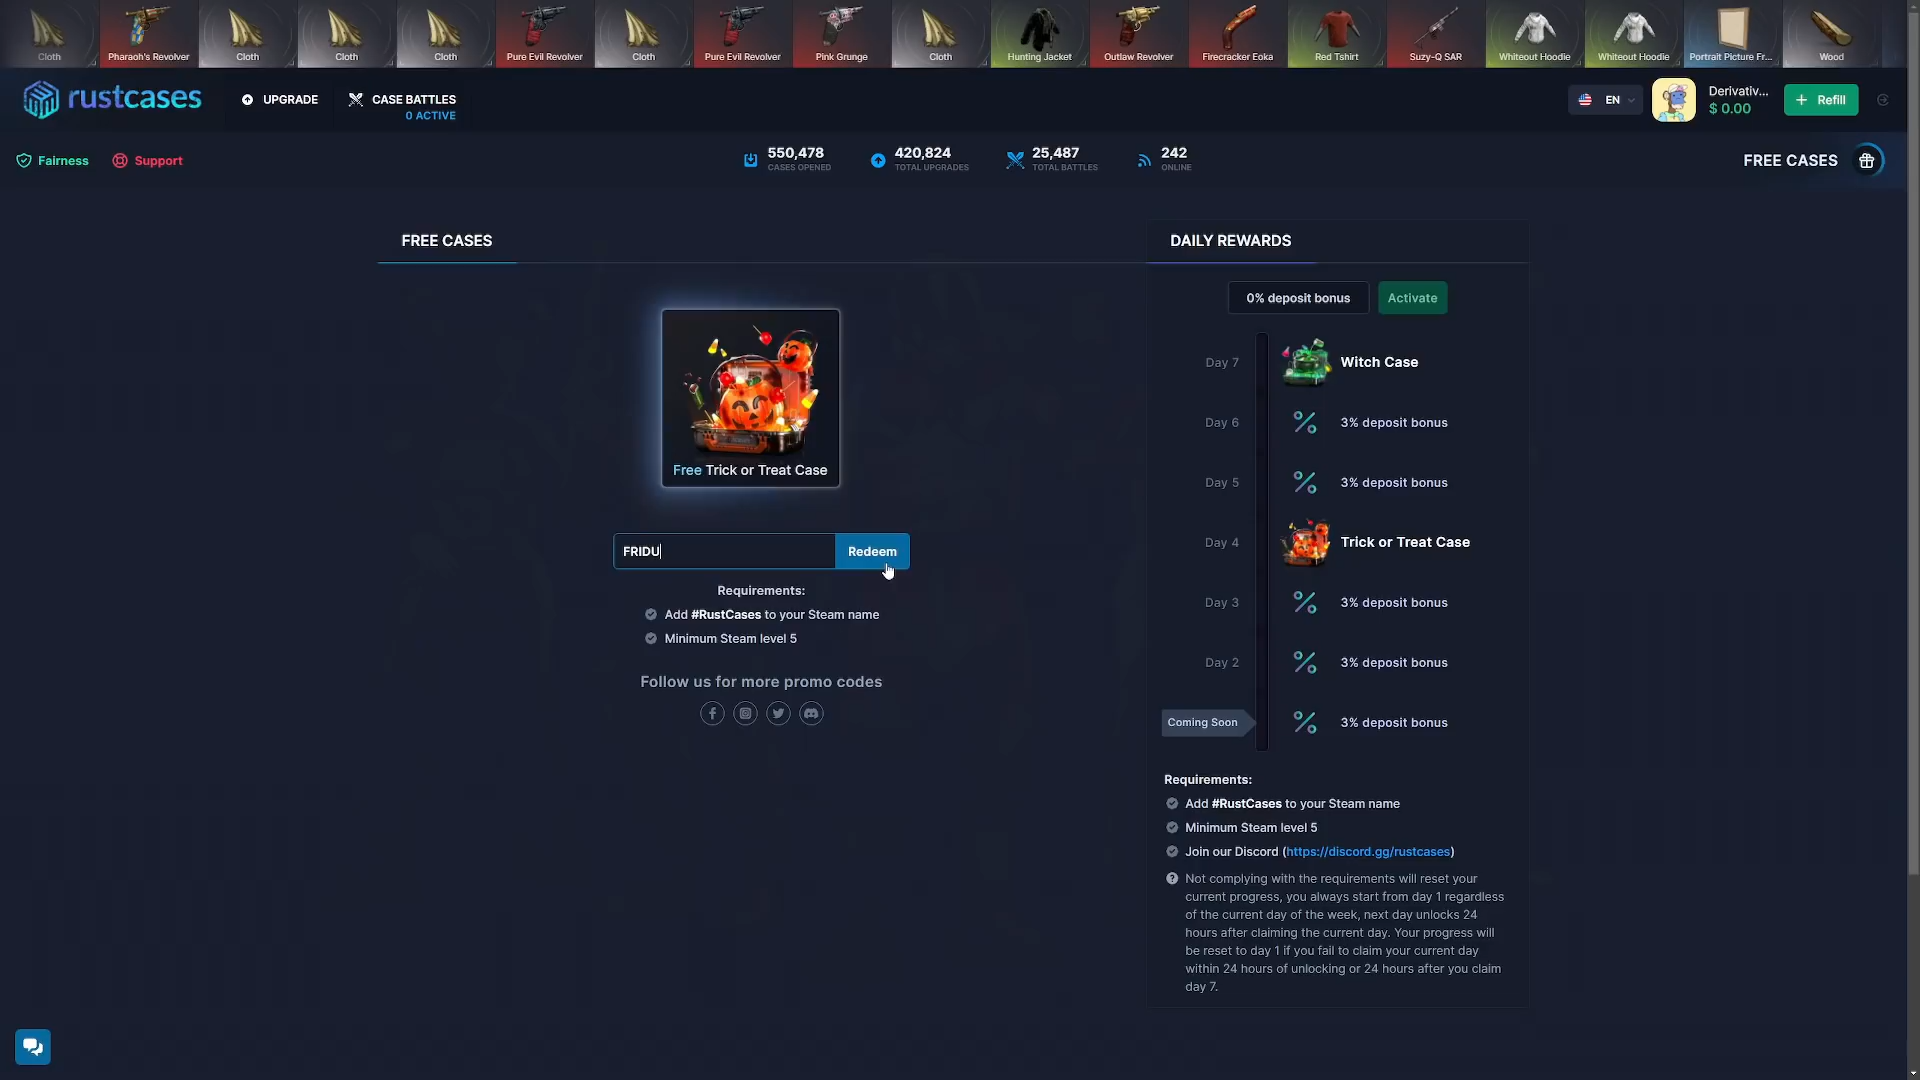 Cloth
Pharaoh's Revolver
Cloth
Cloth
Cloth
Pure Evil Revolver
Cloth
Pure Evil Revolver
Pink Grunge
Cloth
Hunting Jacket
Outlaw Revolver
Firecracker Eoka
Red Tshirt
Suzy-Q SAR
Whiteout Hoodie
Whiteout Hoodie
Portrait Picture Fr...
Wood
rustcases
UPGRADE
CASE BATTLES
0 ACTIVE
EN
Derivativ...
$ 0.00
+ Refill
Fairness
Support
550,478
CASES OPENED
420,824
TOTAL UPGRADES
25,487
TOTAL BATTLES
242
ONLINE
FREE CASES
FREE CASES
Free Trick or Treat Case
FRIDU
Redeem
Requirements:
Add #RustCases to your Steam name
Minimum Steam level 5
Follow us for more promo codes
DAILY REWARDS
0% deposit bonus
Activate
Day 7
Witch Case
Day 6
3% deposit bonus
Day 5
3% deposit bonus
Day 4
Trick or Treat Case
Day 3
3% deposit bonus
Day 2
3% deposit bonus
Coming Soon
3% deposit bonus
Requirements:
Add #RustCases to your Steam name
Minimum Steam level 5
Join our Discord (https://discord.gg/rustcases)
Not complying with the requirements will reset your
current progress, you always start from day 1 regardless
of the current day of the week, next day unlocks 24
hours after claiming the current day. Your progress will
be reset to day 1 if you fail to claim your current day
within 24 hours of unlocking or 24 hours after you claim
day 7.